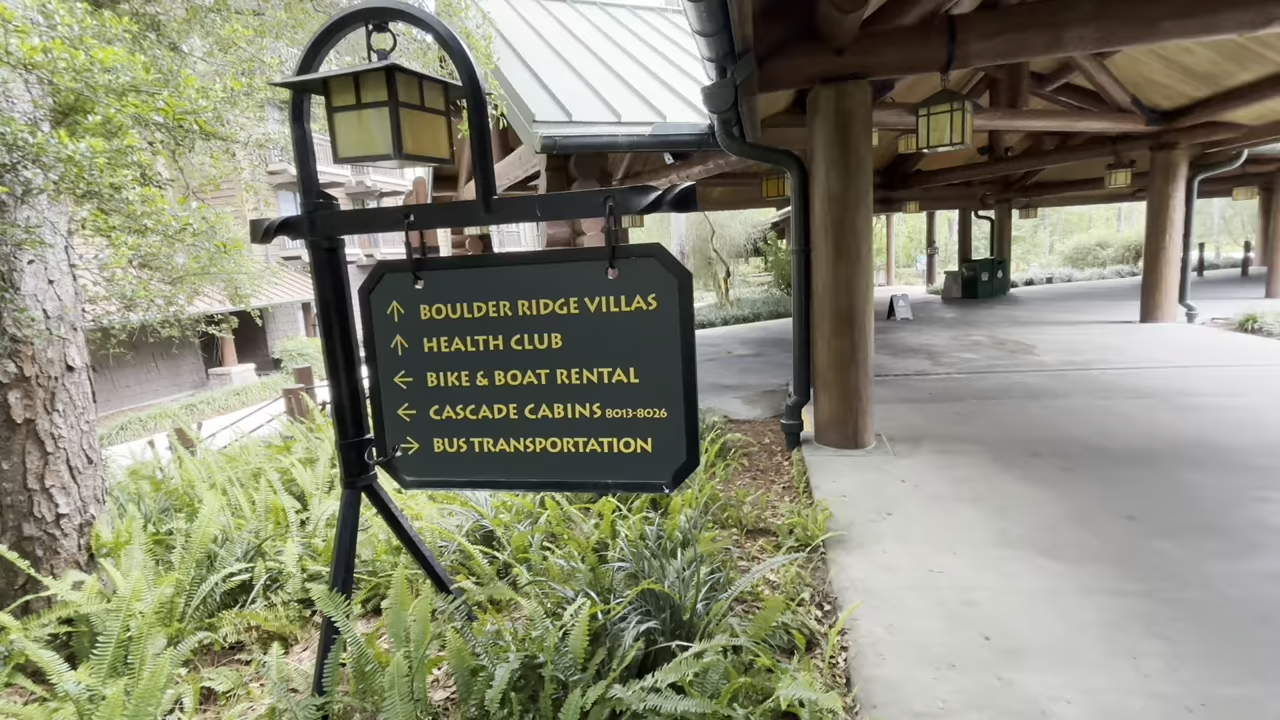 ↑ BOULDER RIDGE VILLAS
↑ HEALTH CLUB
← BIKE & BOAT RENTAL
← CASCADE CABINS 8013-8026
→ BUS TRANSPORTATION